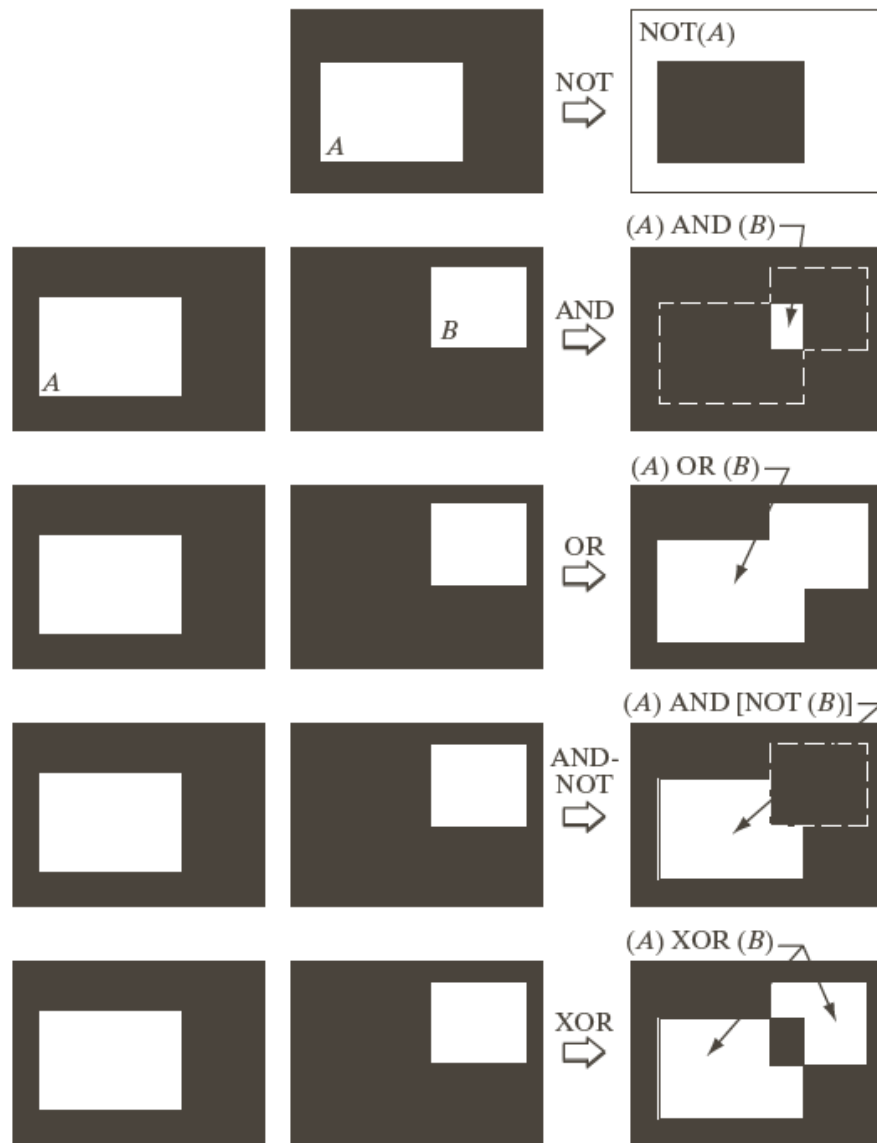 NOT(A)
NOT
A
(A) AND (B)
AND
B
A
(A) OR (B)
OR
(A) AND [NOT (B)]
AND-
NOT
(A) XOR (B)
XOR